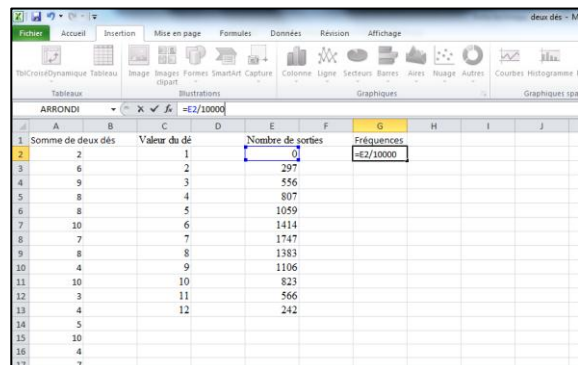 deux dés - M
Fichier Accueil Insertion Mise en page Formules Données Révision Affichage
TblCroiséDynamique Tableau Image Images clipart Formes SmartArt Capture Colonne Ligne Secteurs Barres Aires Nuage Autres Courbes Histogramme
Tableaux Illustrations Graphiques Graphiques spa
ARRONDI fx =E2/10000
A B C D E F G H I J
1 Somme de deux dés Valeur du dé Nombre de sorties Fréquences
2 2 1 0 =E2/10000
3 6 2 297
4 9 3 556
5 8 4 807
6 8 5 1059
7 10 6 1414
8 7 7 1747
9 8 8 1383
10 4 9 1106
11 10 10 823
12 3 11 566
13 4 12 242
14 5
15 10
16 4
17 7